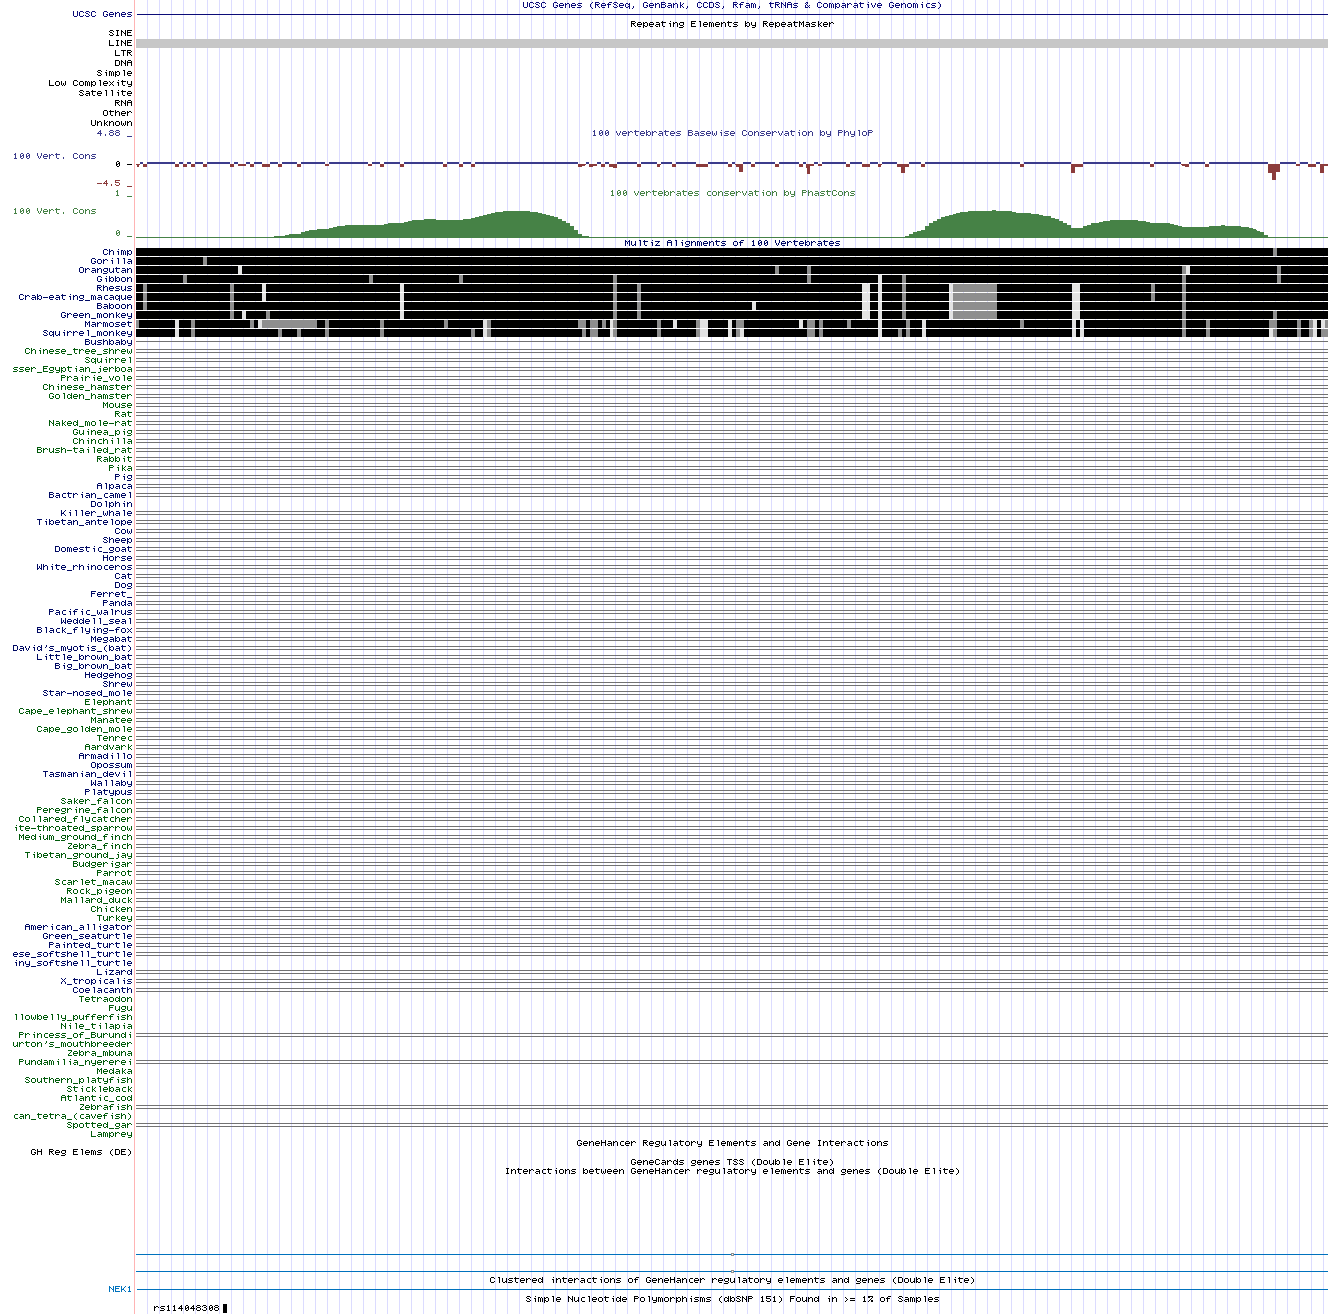 UCSC Genes (RefSeq, GenBank, CCDS, Rfam, tRNAs & Comparative Genomics)
UCSC Genes
Repeating Elements by RepeatMasker
SINE
LINE
LTR
DNA
Simple
Low Complexity
Satellite
RNA
Other
Unknown
4.88 _
100 vertebrates Basewise Conservation by PhyloP
100 Vert. Cons
0 _
-4.5 _
1 _
100 vertebrates conservation by PhastCons
100 Vert. Cons
0 _
Multiz Alignments of 100 Vertebrates
Chimp
Gorilla
Orangutan
Gibbon
Rhesus
Crab-eating_macaque
Baboon
Green_monkey
Marmoset
Squirrel_monkey
Bushbaby
Chinese_tree_shrew
Squirrel
sser_Egyptian_jerboa
Prairie_vole
Chinese_hamster
Golden_hamster
Mouse
Rat
Naked_mole-rat
Guinea_pig
Chinchilla
Brush-tailed_rat
Rabbit
Pika
Pig
Alpaca
Bactrian_camel
Dolphin
Killer_whale
Tibetan_antelope
Cow
Sheep
Domestic_goat
Horse
White_rhinoceros
Cat
Dog
Ferret_
Panda
Pacific_walrus
Weddell_seal
Black_flying-fox
Megabat
David's_myotis_(bat)
Little_brown_bat
Big_brown_bat
Hedgehog
Shrew
Star-nosed_mole
Elephant
Cape_elephant_shrew
Manatee
Cape_golden_mole
Tenrec
Aardvark
Armadillo
Opossum
Tasmanian_devil
Wallaby
Platypus
Saker_falcon
Peregrine_falcon
Collared_flycatcher
ite-throated_sparrow
Medium_ground_finch
Zebra_finch
Tibetan_ground_jay
Budgerigar
Parrot
Scarlet_macaw
Rock_pigeon
Mallard_duck
Chicken
Turkey
American_alligator
Green_seaturtle
Painted_turtle
ese_softshell_turtle
iny_softshell_turtle
Lizard
X_tropicalis
Coelacanth
Tetraodon
Fugu
llowbelly_pufferfish
Nile_tilapia
Princess_of_Burundi
urton's_mouthbreeder
Zebra_mbuna
Pundamilia_nyererei
Medaka
Southern_platyfish
Stickleback
Atlantic_cod
Zebrafish
can_tetra_(cavefish)
Spotted_gar
Lamprey
GeneHancer Regulatory Elements and Gene Interactions
GH Reg Elems (DE)
GeneCards genes TSS (Double Elite)
Interactions between GeneHancer regulatory elements and genes (Double Elite)
Clustered interactions of GeneHancer regulatory elements and genes (Double Elite)
NEK1
Simple Nucleotide Polymorphisms (dbSNP 151) Found in >= 1% of Samples
rs114048308